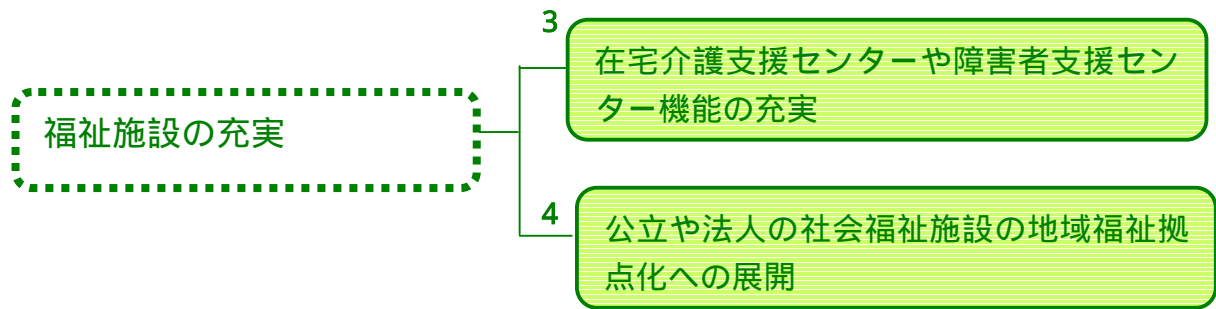 福祉施設の充実
3
在宅介護支援センターや障害者支援セン
ター機能の充実
4
公立や法人の社会福祉施設の地域福祉拠
点化への展開